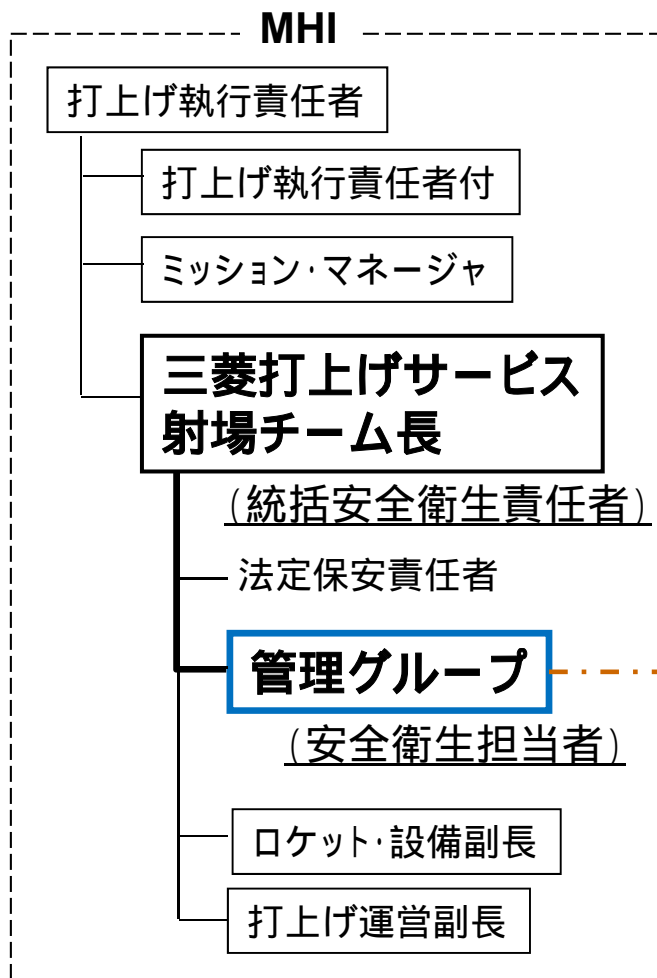 MHI
打上げ執行責任者
打上げ執行責任者付
ミッション・マネージャ
三菱打上げサービス
射場チーム長
(統括安全衛生責任者)
法定保安責任者
管理グループ
(安全衛生担当者)
ロケット・設備副長
打上げ運営副長